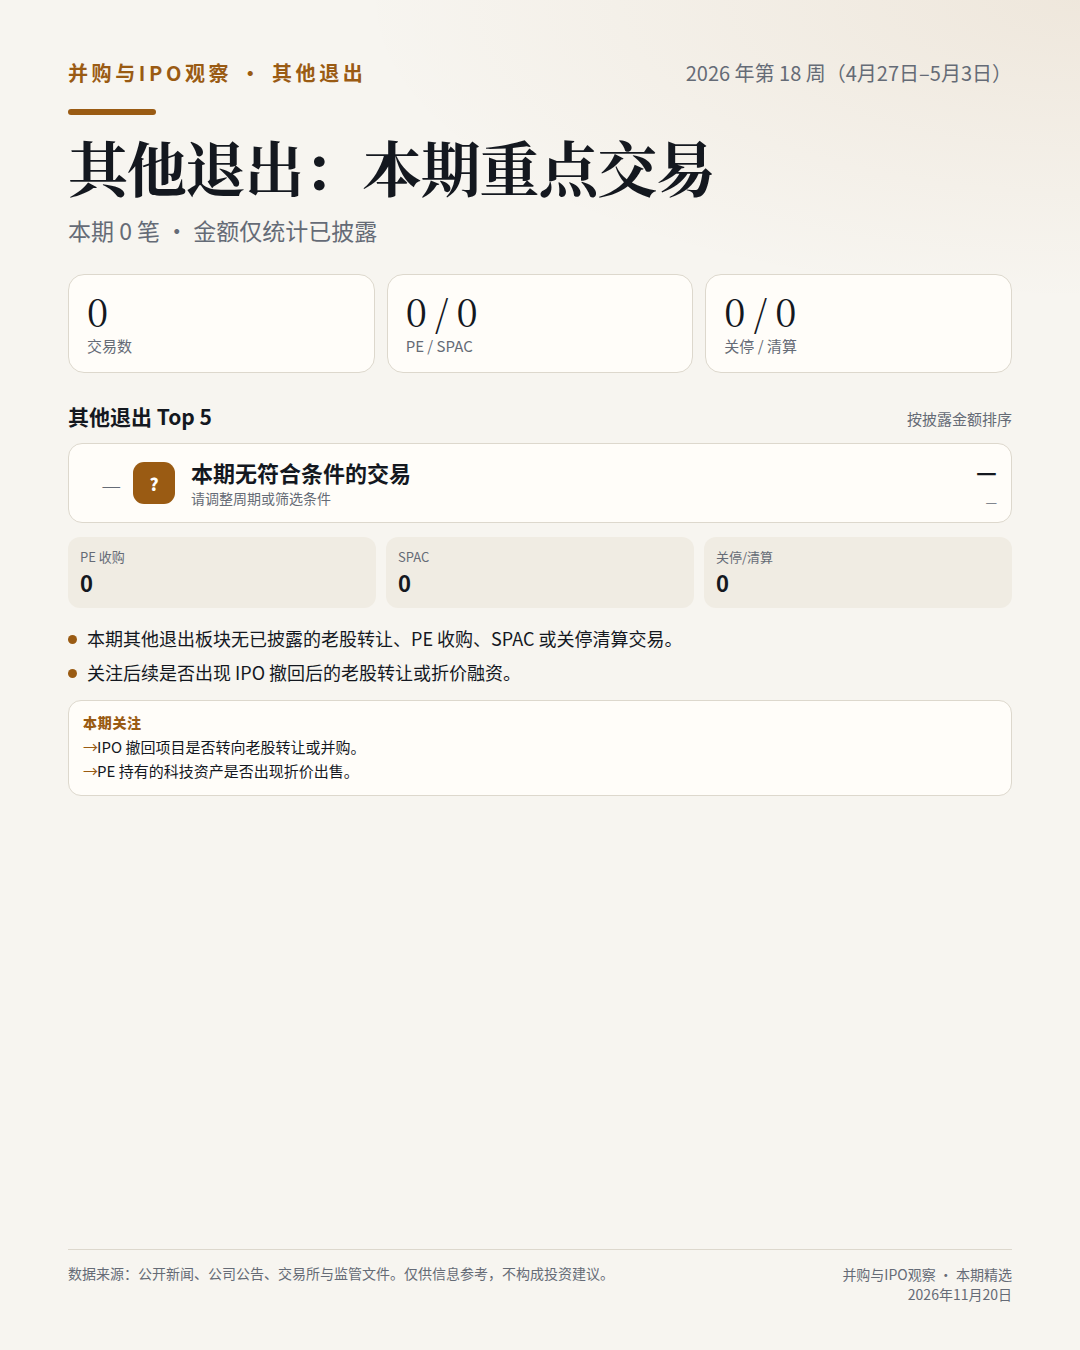 并购与IPO观察 · 其他退出
2026 年第 18 周（4月27日–5月3日）
其他退出：本期重点交易
本期 0 笔 · 金额仅统计已披露
0
交易数
0 / 0
PE / SPAC
0 / 0
关停 / 清算
其他退出 Top 5
按披露金额排序
—
?
本期无符合条件的交易
请调整周期或筛选条件
—
—
PE 收购
0
SPAC
0
关停/清算
0
本期其他退出板块无已披露的老股转让、PE 收购、SPAC 或关停清算交易。
关注后续是否出现 IPO 撤回后的老股转让或折价融资。
本期关注
→IPO 撤回项目是否转向老股转让或并购。
→PE 持有的科技资产是否出现折价出售。
数据来源：公开新闻、公司公告、交易所与监管文件。仅供信息参考，不构成投资建议。
并购与IPO观察 · 本期精选
2026年11月20日